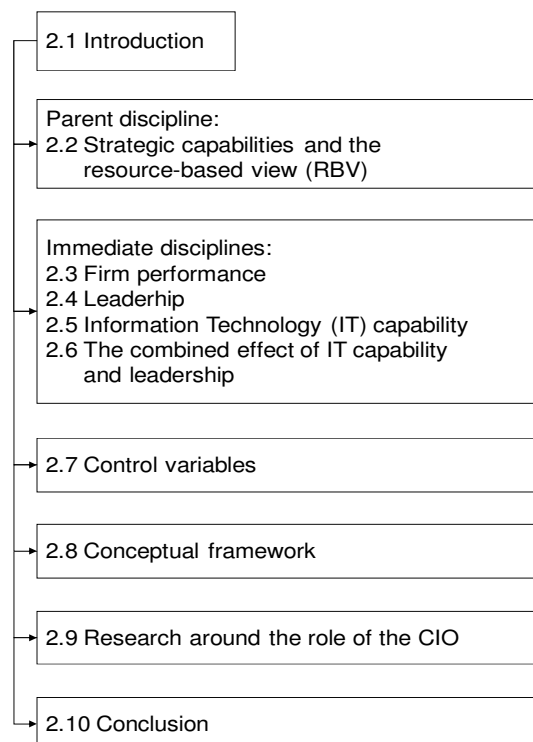 2.1 Introduction
Parent discipline:
2.2 Strategic capabilities and the
resource-based view (RBV)
Immediate disciplines:
2.3 Firm performance
2.4 Leaderhip
2.5 Information Technology (IT) capability
2.6 The combined effect of IT capability
and leadership
2.7 Control variables
2.8 Conceptual framework
2.9 Research around the role of the CIO
2.10 Conclusion